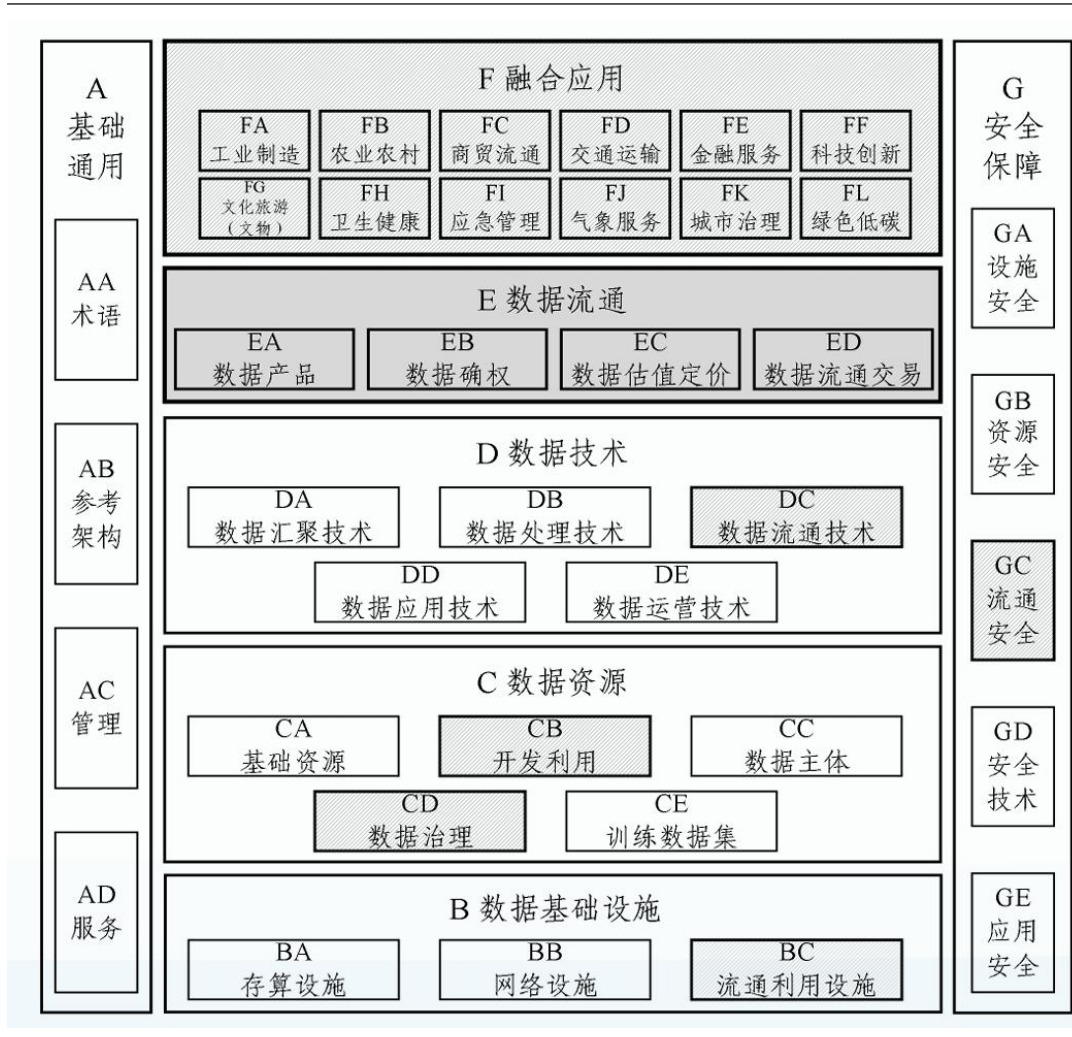 A
基础
通用
AA
术语
AB
参考
架构
AC
管理
AD
服务
F 融合应用
FA
工业制造
FB
农业农村
FC
商贸流通
FD
交通运输
FE
金融服务
FF
科技创新
FG
文化旅游
(文物)
FH
卫生健康
FI
应急管理
FJ
气象服务
FK
城市治理
FL
绿色低碳
E 数据流通
EA
数据产品
EB
数据确权
EC
数据估值定价
ED
数据流通交易
D 数据技术
DA
数据汇聚技术
DB
数据处理技术
DC
数据流通技术
DD
数据应用技术
DE
数据运营技术
C 数据资源
CA
基础资源
CB
开发利用
CC
数据主体
CD
数据治理
CE
训练数据集
B 数据基础设施
BA
存算设施
BB
网络设施
BC
流通利用设施
G
安全
保障
GA
设施
安全
GB
资源
安全
GC
流通
安全
GD
安全
技术
GE
应用
安全